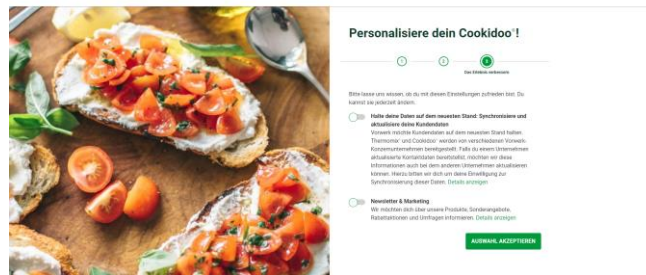 Personalisiere dein Cookidoo®!
1 2 3
Das Erlebnis verbessern
Bitte lasse uns wissen, ob du mit diesen Einstellungen zufrieden bist. Du
kannst sie jederzeit ändern.
Halte deine Daten auf dem neuesten Stand: Synchronisiere und
aktualisiere deine Kundendaten
Vorwerk möchte Kundendaten auf dem neuesten Stand halten.
Thermomix® und Cookidoo® werden von verschiedenen Vorwerk-
Konzernunternehmen bereitgestellt. Falls du einem Unternehmen
aktualisierte Kontaktdaten bereitstellst, möchten wir diese
Informationen auch bei dem anderen Unternehmen aktualisieren
können. Hierzu bitten wir dich um deine Einwilligung zur
Synchronisierung dieser Daten. Details anzeigen
Newsletter & Marketing
Wir möchten dich über unsere Produkte, Sonderangebote,
Rabattaktionen und Umfragen informieren. Details anzeigen
AUSWAHL AKZEPTIEREN